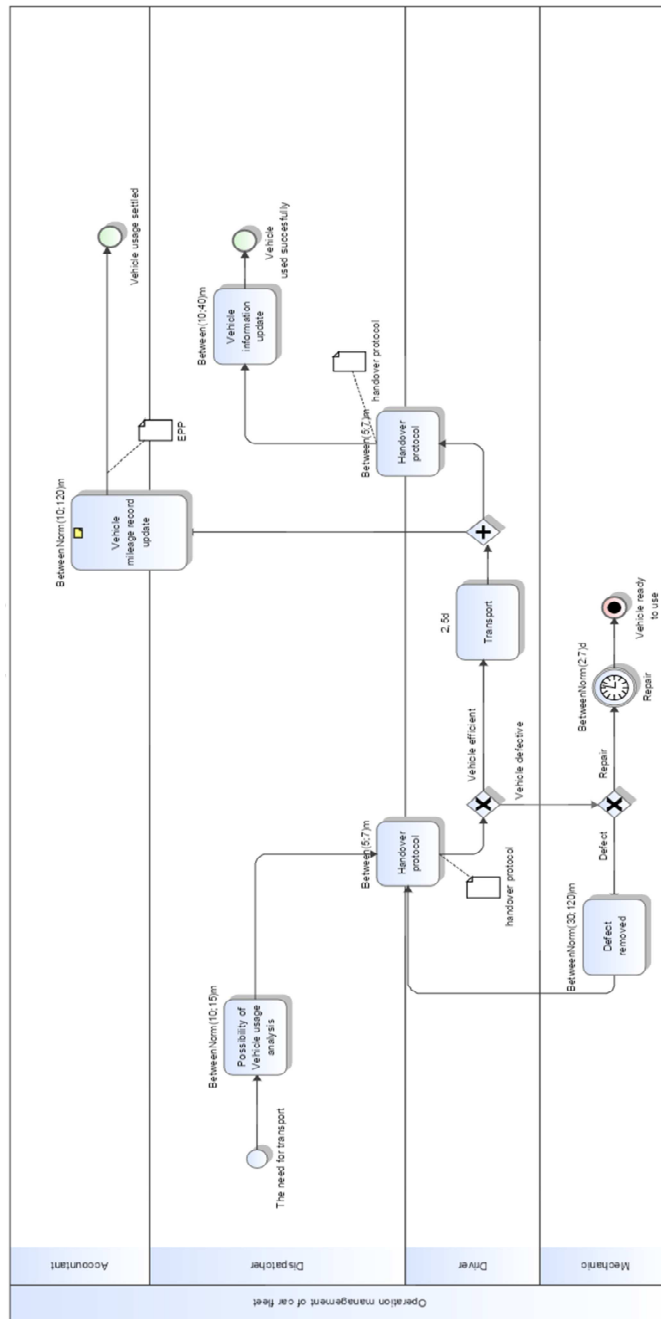 Operation management of car fleet
Accountant
Dispatcher
Driver
Mechanic
The need for transport
BetweenNorm(10;15)m
Possibility of
Vehicle usage
analysis
Between(5;7)m
Handover
protocol
handover protocol
Vehicle efficient
Vehicle defective
Defect
Repair
BetweenNorm(30;120)m
Defect
removed
BetweenNorm(2;7)d
Repair
Vehicle ready
to use
2,5d
Transport
Between(5;7)m
Handover
protocol
handover protocol
BetweenNorm(10;120)m
Vehicle
mileage record
update
EPP
Vehicle usage settled
Between(10;40)m
Vehicle
information
update
Vehicle
used succesfully